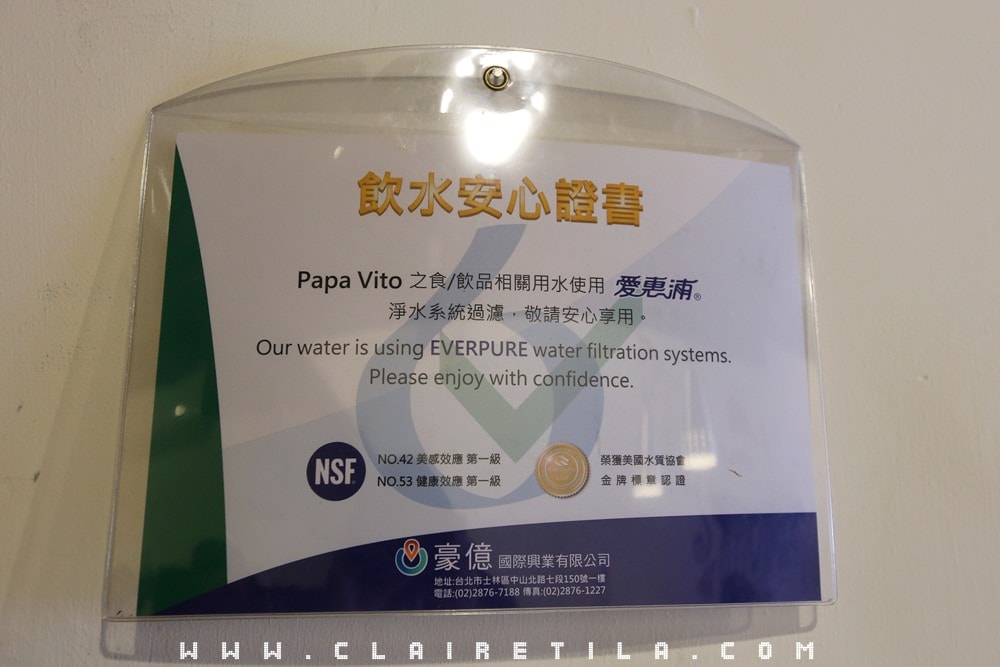 飲水安心證書
Papa Vito 之食/飲品相關用水使用 愛惠浦®
淨水系統過濾,敬請安心享用。
Our water is using EVERPURE water filtration systems.
Please enjoy with confidence.
NSF
NO.42 美感效應 第一級
NO.53 健康效應 第一級
榮獲美國水質協會
金牌標章認證
豪億 國際興業有限公司
地址:台北市士林區中山北路七段150號一樓
電話:(02)2876-7188 傳真:(02)2876-1227
WWW.CLAIRETILA.COM